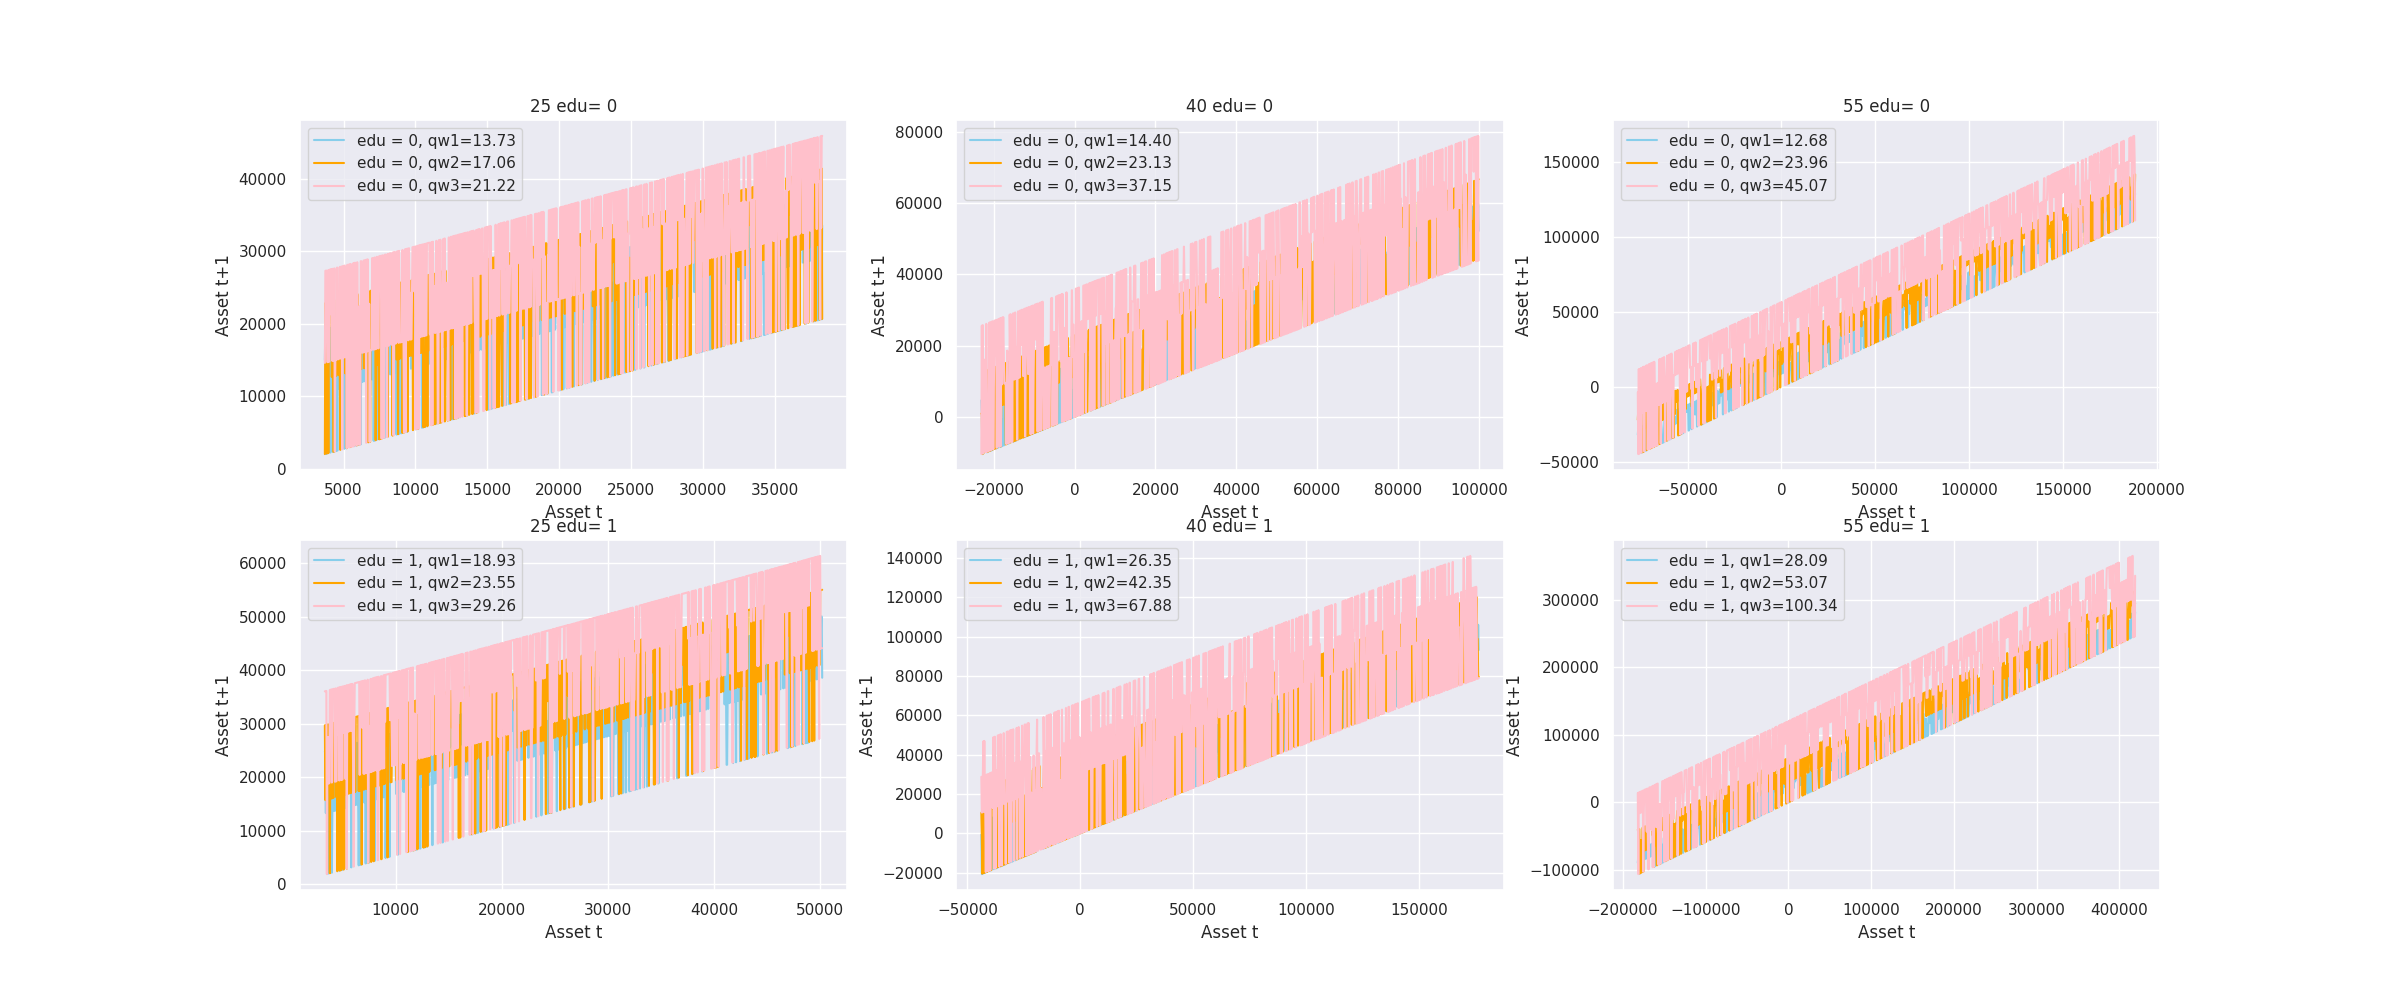 25 edu= 0
edu = 0, qw1=13.73
edu = 0, qw2=17.06
edu = 0, qw3=21.22
Asset t+1
40000
30000
20000
10000
0
5000 10000 15000 20000 25000 30000 35000
Asset t
40 edu= 0
edu = 0, qw1=14.40
edu = 0, qw2=23.13
edu = 0, qw3=37.15
Asset t+1
80000
60000
40000
20000
0
−20000 0 20000 40000 60000 80000 100000
Asset t
55 edu= 0
edu = 0, qw1=12.68
edu = 0, qw2=23.96
edu = 0, qw3=45.07
Asset t+1
150000
100000
50000
0
−50000
−50000 0 50000 100000 150000 200000
Asset t
25 edu= 1
edu = 1, qw1=18.93
edu = 1, qw2=23.55
edu = 1, qw3=29.26
Asset t+1
60000
50000
40000
30000
20000
10000
0
10000 20000 30000 40000 50000
Asset t
40 edu= 1
edu = 1, qw1=26.35
edu = 1, qw2=42.35
edu = 1, qw3=67.88
Asset t+1
140000
120000
100000
80000
60000
40000
20000
0
−20000
−50000 0 50000 100000 150000
Asset t
55 edu= 1
edu = 1, qw1=28.09
edu = 1, qw2=53.07
edu = 1, qw3=100.34
Asset t+1
300000
200000
100000
0
−100000
−200000 −100000 0 100000 200000 300000 400000
Asset t